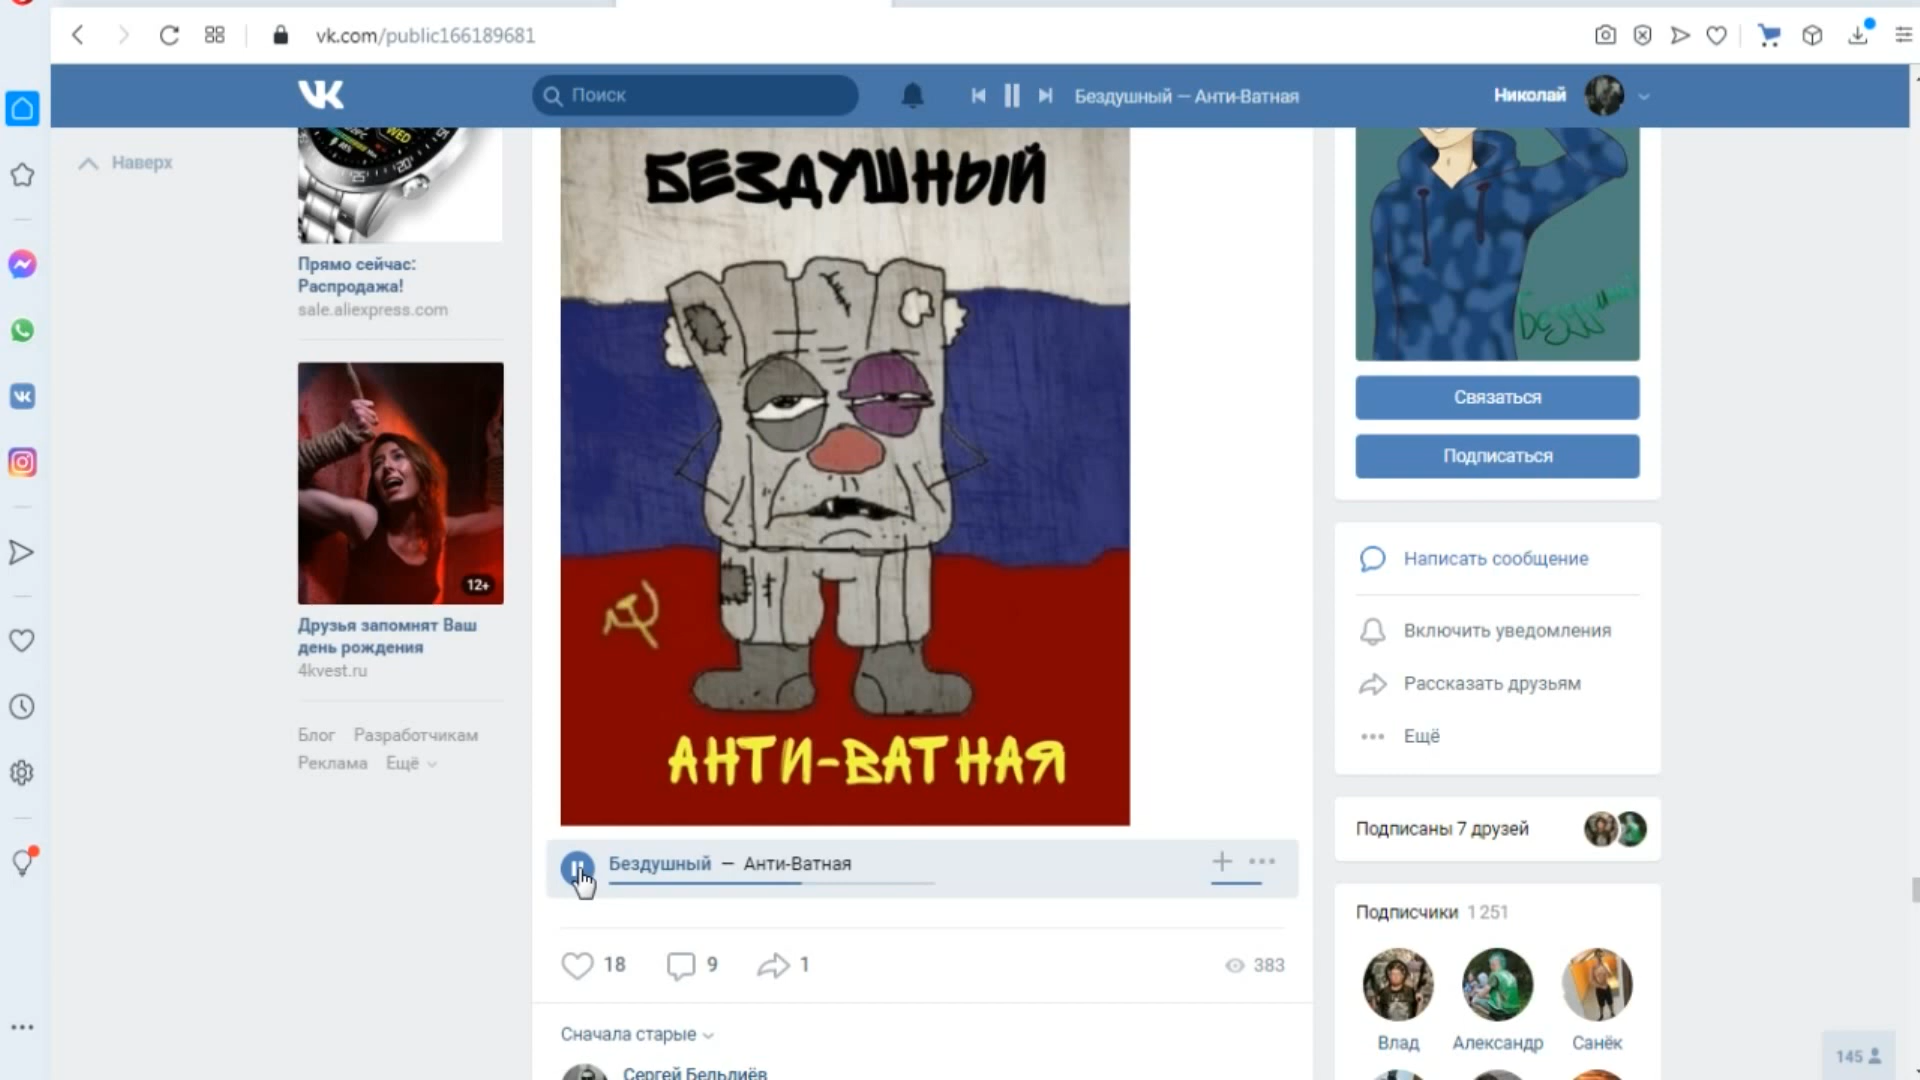 vk.com/public166189681
Поиск
Бездушный — Анти-Ватная
Николай
Наверх
WED
Прямо сейчас:
Распродажа!
sale.aliexpress.com
12+
Друзья запомнят Ваш
день рождения
4kvest.ru
Блог Разработчикам
Реклама Ещё
БЕЗДУШНЫЙ
АНТИ-ВАТНАЯ
Бездушный — Анти-Ватная
18 9 1 383
Сначала старые
Сергей Бельдиёв
Бездушный
Связаться
Подписаться
Написать сообщение
Включить уведомления
Рассказать друзьям
Ещё
Подписаны 7 друзей
Подписчики 1 251
Влад Александр Санёк
145